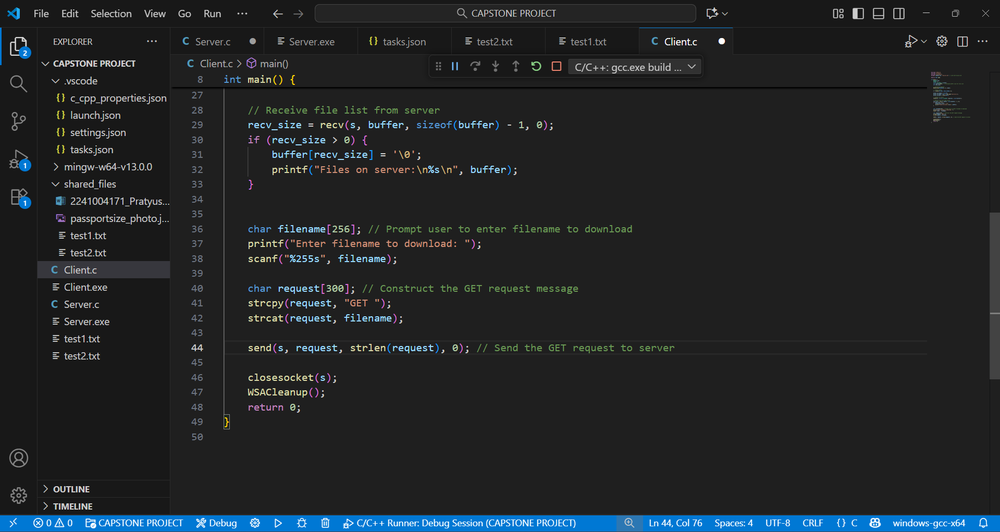 File Edit Selection View Go Run ··· CAPSTONE PROJECT
EXPLORER ···
CAPSTONE PROJECT
.vscode
{} c_cpp_properties.json
{} launch.json
{} settings.json
{} tasks.json
mingw-w64-v13.0.0
shared_files
2241004171_Pratyus...
passportsize_photo.j...
test1.txt
test2.txt
C Client.c
Client.exe
C Server.c
Server.exe
test1.txt
test2.txt
OUTLINE
TIMELINE
2
1
1
C Server.c Server.exe {} tasks.json test2.txt test1.txt C Client.c
C Client.c > main()
C/C++: gcc.exe build ...
8 int main() {
27
28 // Receive file list from server
29 recv_size = recv(s, buffer, sizeof(buffer) - 1, 0);
30 if (recv_size > 0) {
31 buffer[recv_size] = '\0';
32 printf("Files on server:\n%s\n", buffer);
33 }
34
35
36 char filename[256]; // Prompt user to enter filename to download
37 printf("Enter filename to download: ");
38 scanf("%255s", filename);
39
40 char request[300]; // Construct the GET request message
41 strcpy(request, "GET ");
42 strcat(request, filename);
43
44 send(s, request, strlen(request), 0); // Send the GET request to server
45
46 closesocket(s);
47 WSACleanup();
48 return 0;
49 }
50
0 0 CAPSTONE PROJECT Debug C/C++ Runner: Debug Session (CAPSTONE PROJECT) Ln 44, Col 76 Spaces: 4 UTF-8 CRLF {} C windows-gcc-x64